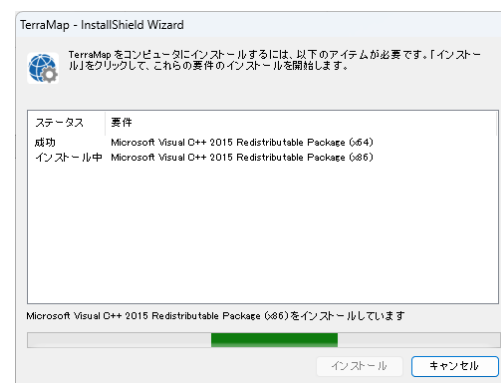 TerraMap - InstallShield Wizard
TerraMap をコンピュータにインストールするには、以下のアイテムが必要です。「インストー
ル」をクリックして、これらの要件のインストールを開始します。
ステータス 要件
成功 Microsoft Visual C++ 2015 Redistributable Package (x64)
インストール中 Microsoft Visual C++ 2015 Redistributable Package (x86)
Microsoft Visual C++ 2015 Redistributable Package (x86)をインストールしています
インストール キャンセル